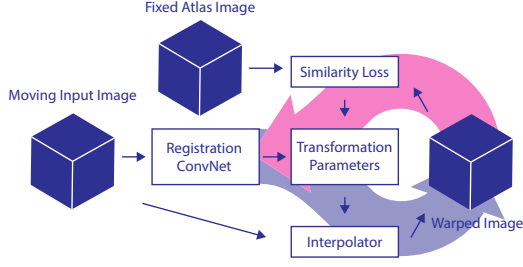 Fixed Atlas Image
Similarity Loss
Moving Input Image
Registration
ConvNet
Transformation
Parameters
Warped Image
Interpolator